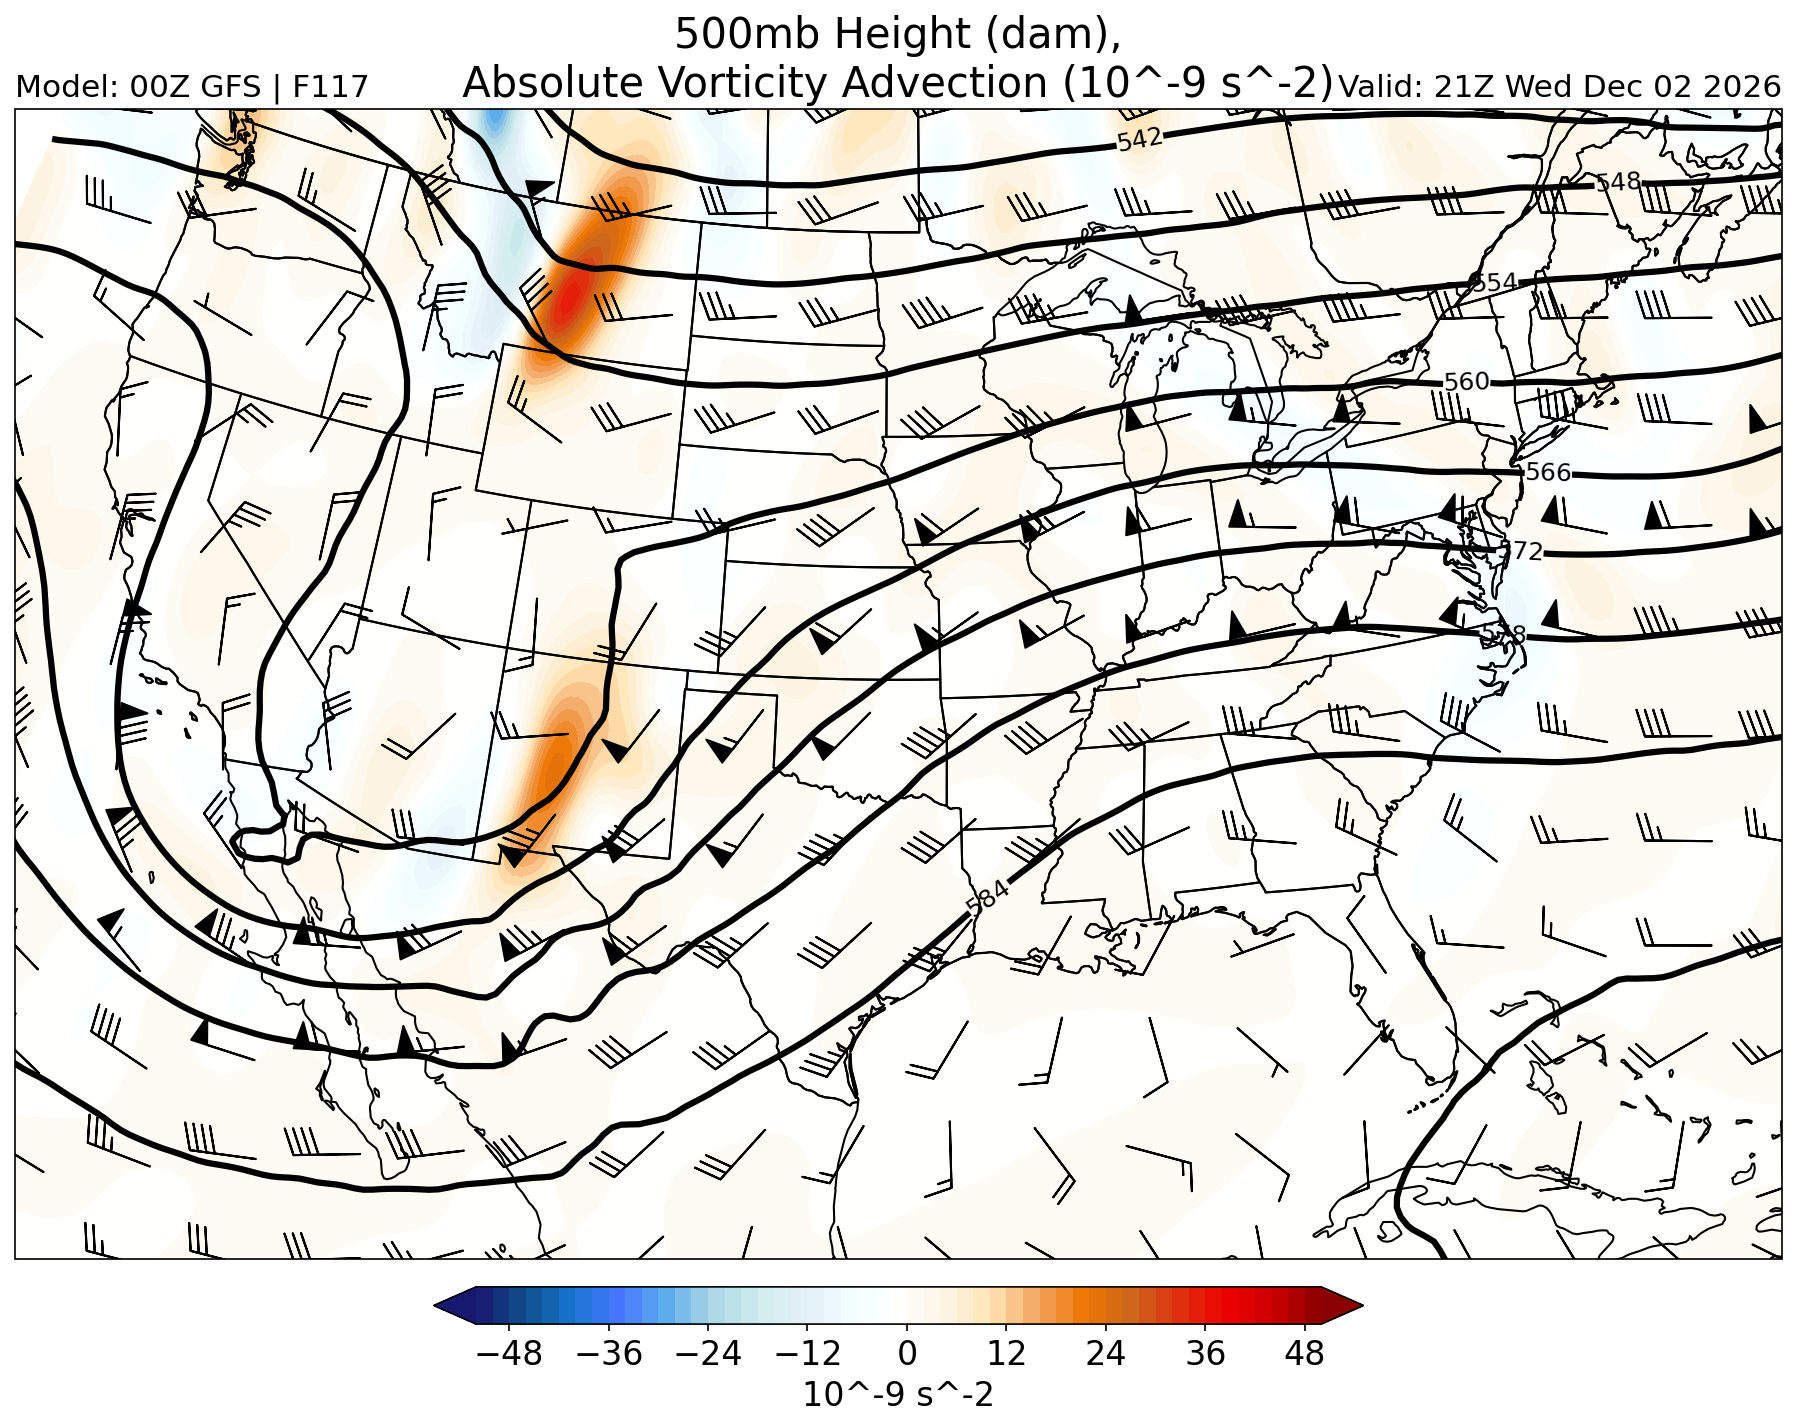 500mb Height (dam),
Model: 00Z GFS | F117
Absolute Vorticity Advection (10^-9 s^-2)
Valid: 21Z Wed Dec 02 2026
542
548
554
560
566
572
578
584
−48 −36 −24 −12 0 12 24 36 48
10^-9 s^-2